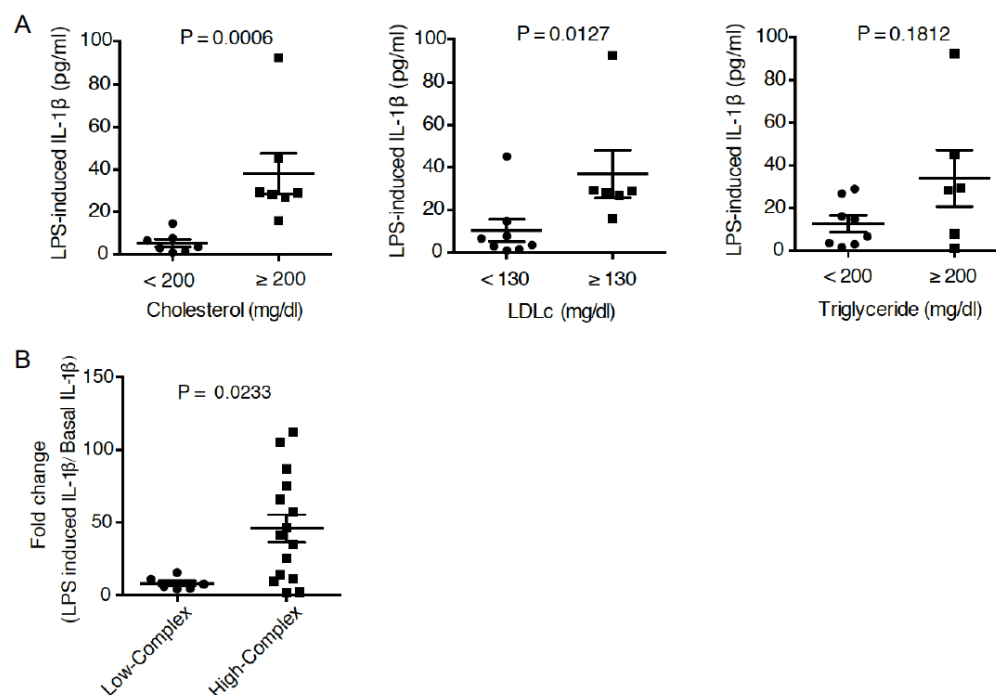 A
P = 0.0006
LPS-induced IL-1β (pg/ml)
100
80
60
40
20
0
< 200
≥ 200
Cholesterol (mg/dl)
P = 0.0127
LPS-induced IL-1β (pg/ml)
100
80
60
40
20
0
< 130
≥ 130
LDLc (mg/dl)
P = 0.1812
LPS-induced IL-1β (pg/ml)
100
80
60
40
20
0
< 200
≥ 200
Triglyceride (mg/dl)
B
P = 0.0233
Fold change
(LPS induced IL-1β/ Basal IL-1β)
150
100
50
0
Low-Complex
High-Complex